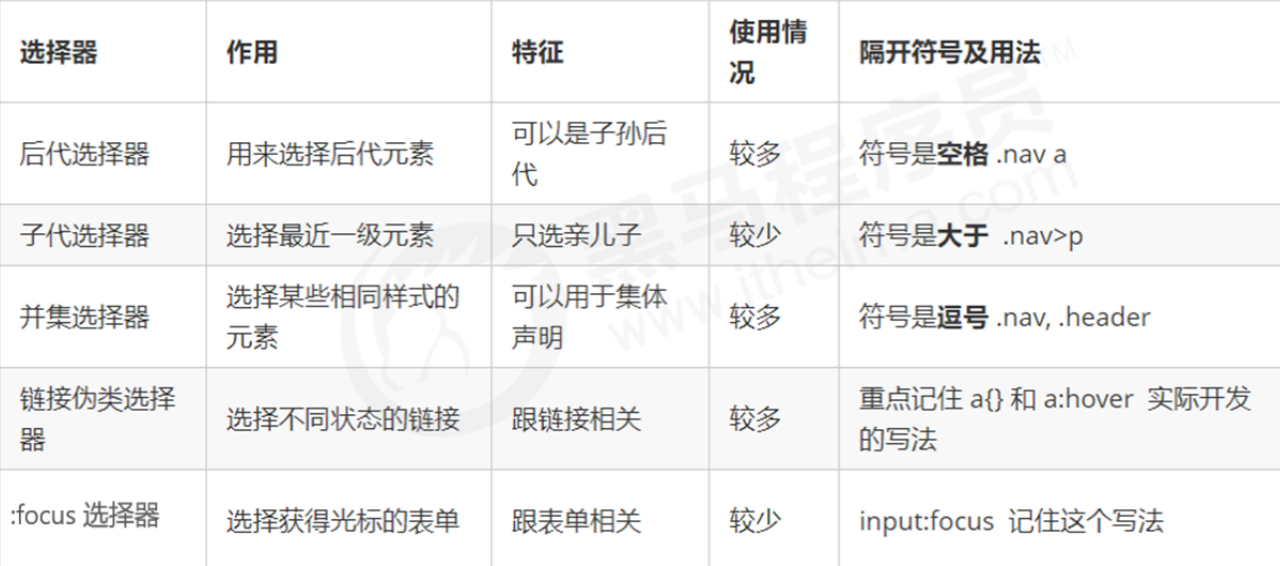 选择器 作用 特征 使用情况 隔开符号及用法
后代选择器 用来选择后代元素 可以是子孙后代 较多 符号是空格 .nav a
子代选择器 选择最近一级元素 只选亲儿子 较少 符号是大于 .nav>p
并集选择器 选择某些相同样式的元素 可以用于集体声明 较多 符号是逗号 .nav, .header
链接伪类选择器 选择不同状态的链接 跟链接相关 较多 重点记住 a{} 和 a:hover 实际开发的写法
:focus 选择器 选择获得光标的表单 跟表单相关 较少 input:focus 记住这个写法
黑马程序员™
www.itheima.com